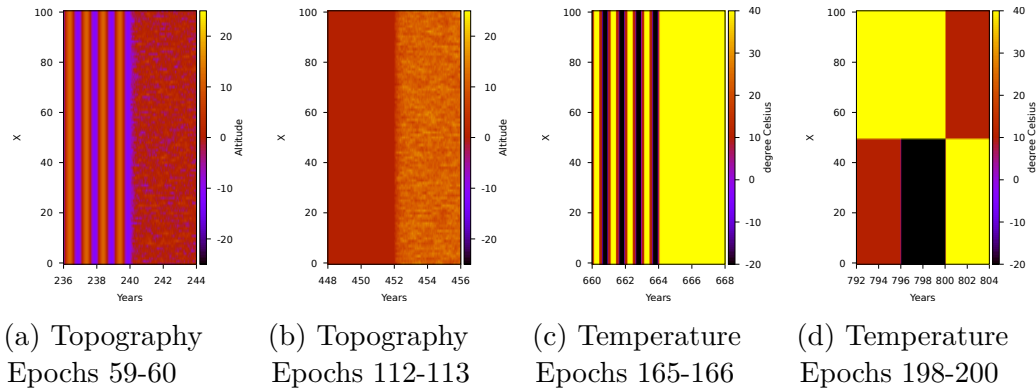 100
80
60
40
20
0
236 238 240 242 244
Years
X
20
10
0
−10
−20
Altitude
100
80
60
40
20
0
448 450 452 454 456
Years
X
20
10
0
−10
−20
Altitude
100
80
60
40
20
0
660 662 664 666 668
Years
X
40
30
20
10
0
−10
−20
degree Celsius
100
80
60
40
20
0
792 794 796 798 800 802 804
Years
X
40
30
20
10
0
−10
−20
degree Celsius
(a) Topography
Epochs 59-60
(b) Topography
Epochs 112-113
(c) Temperature
Epochs 165-166
(d) Temperature
Epochs 198-200